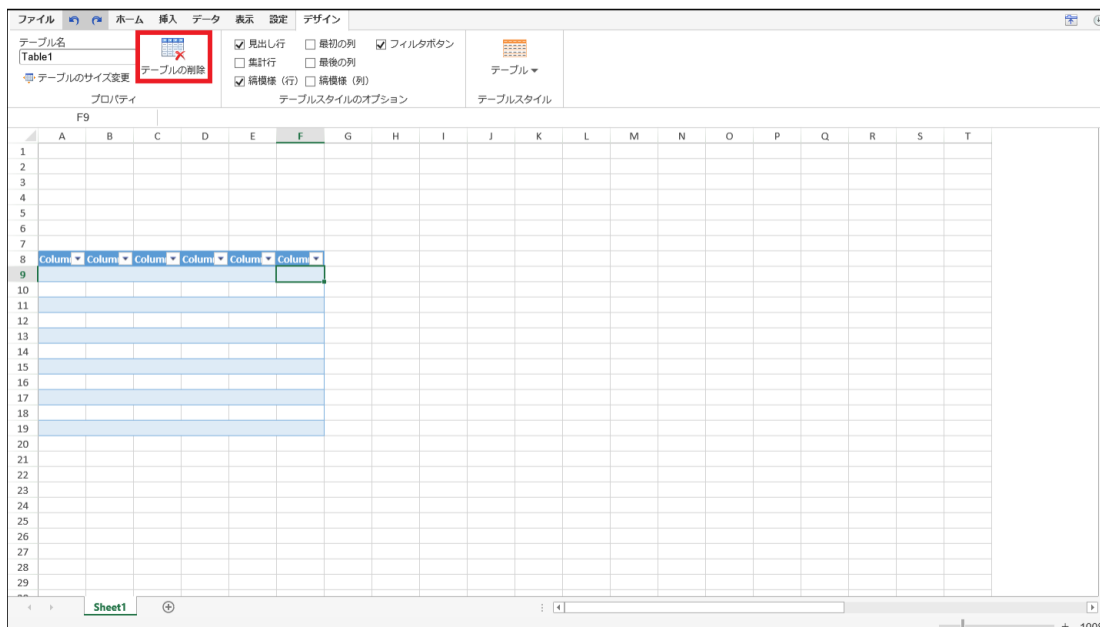 ファイル ホーム 挿入 データ 表示 設定 デザイン
テーブル名
Table1
テーブルのサイズ変更
プロパティ
テーブルの削除
見出し行 最初の列 フィルタボタン
集計行 最後の列
縞模様（行） 縞模様（列）
テーブルスタイルのオプション
テーブル
テーブルスタイル
F9
A B C D E F G H I J K L M N O P Q R S T
1
2
3
4
5
6
7
8 Colum Colum Colum Colum Colum Colum
9
10
11
12
13
14
15
16
17
18
19
20
21
22
23
24
25
26
27
28
29
Sheet1